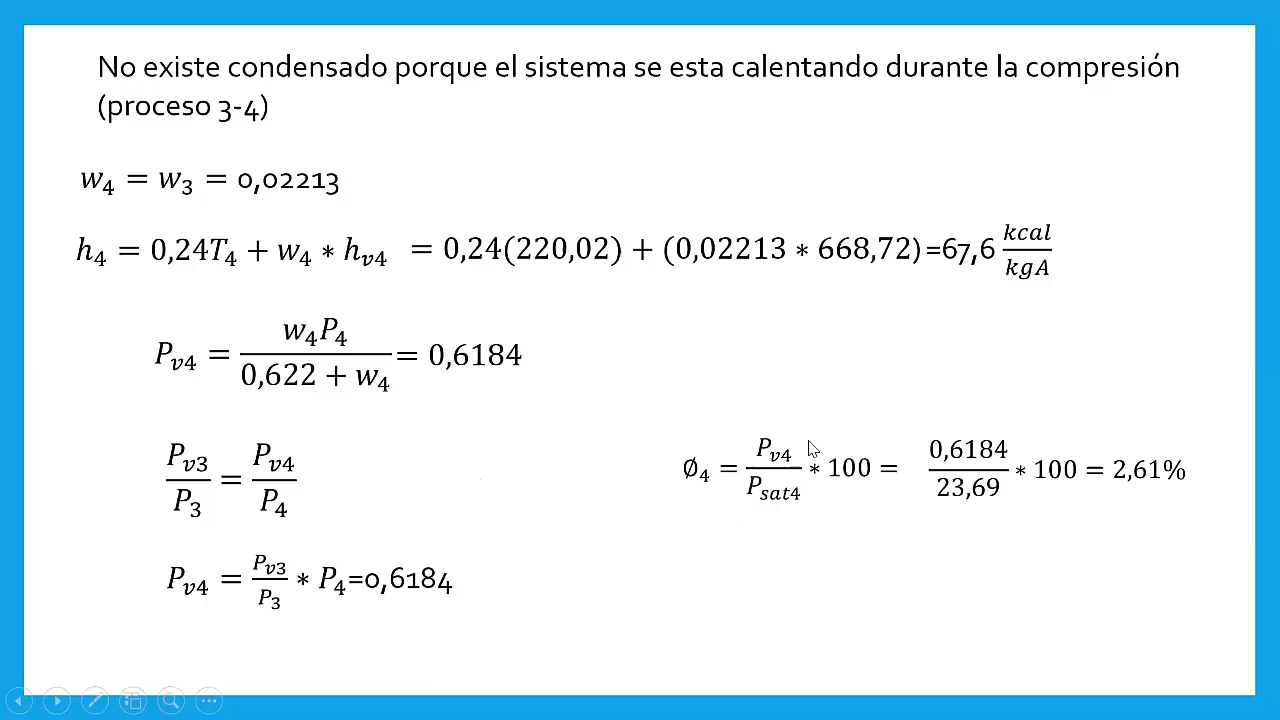 No existe condensado porque el sistema se esta calentando durante la compresión
(proceso 3-4)
w₄ = w₃ = 0,02213
h₄ = 0,24T₄ + w₄ * hᵥ₄ = 0,24(220,02) + (0,02213 * 668,72)=67,6 kcal/kgA
Pᵥ₄ = w₄P₄/(0,622 + w₄) = 0,6184
Pᵥ₃/P₃ = Pᵥ₄/P₄
∅₄ = Pᵥ₄/Pₛₐₜ₄ * 100 = 0,6184/23,69 * 100 = 2,61%
Pᵥ₄ = Pᵥ₃/P₃ * P₄=0,6184